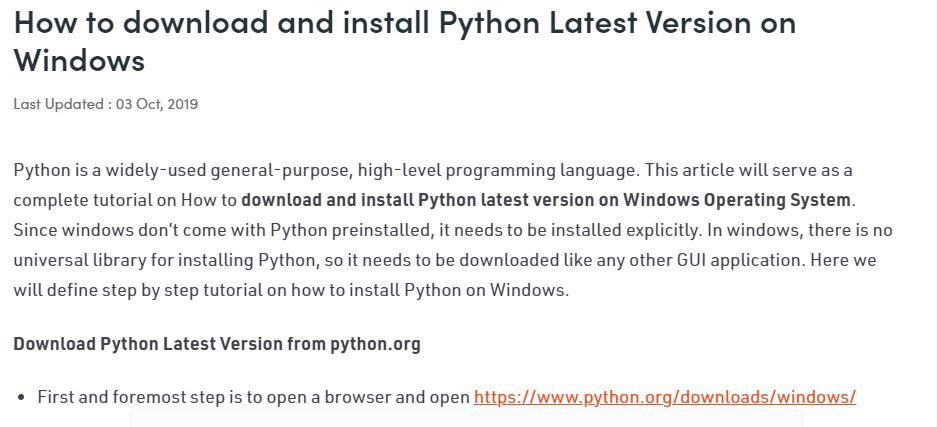 How to download and install Python Latest Version on
Windows
Last Updated : 03 Oct, 2019
Python is a widely-used general-purpose, high-level programming language. This article will serve as a
complete tutorial on How to download and install Python latest version on Windows Operating System.
Since windows don't come with Python preinstalled, it needs to be installed explicitly. In windows, there is no
universal library for installing Python, so it needs to be downloaded like any other GUI application. Here we
will define step by step tutorial on how to install Python on Windows.
Download Python Latest Version from python.org
• First and foremost step is to open a browser and open https://www.python.org/downloads/windows/